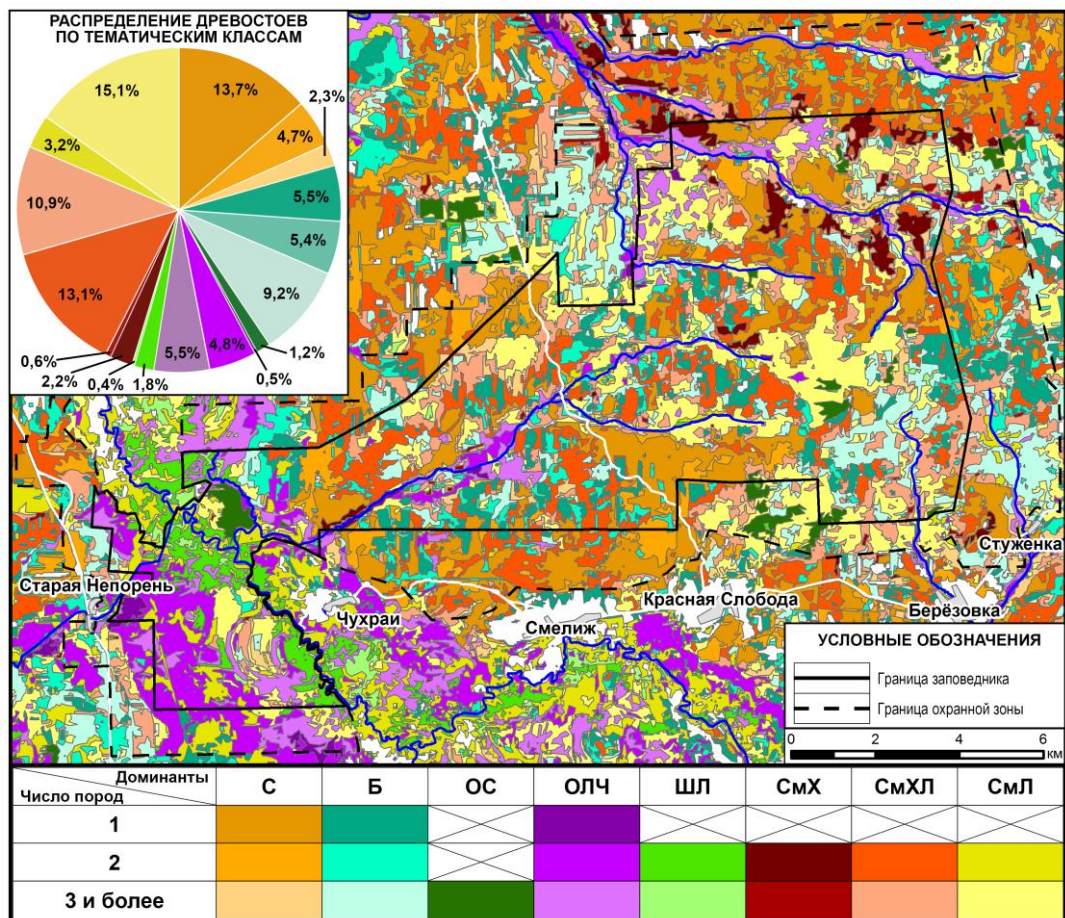 РАСПРЕДЕЛЕНИЕ ДРЕВОСТОЕВ
ПО ТЕМАТИЧЕСКИМ КЛАССАМ
15,1%
13,7%
2,3%
4,7%
3,2%
5,5%
10,9%
5,4%
9,2%
13,1%
1,2%
0,6%
2,2%
0,4%
1,8%
5,5%
4,8%
0,5%
Старая Непорень
Чухраи
Смелиж
Красная Слобода
Берёзовка
Стуженка
УСЛОВНЫЕ ОБОЗНАЧЕНИЯ
Граница заповедника
Граница охранной зоны
0 2 4 6
км
Доминанты
Число пород
С Б ОС ОЛЧ ШЛ СмХ СмХЛ СмЛ
1
2
3 и более